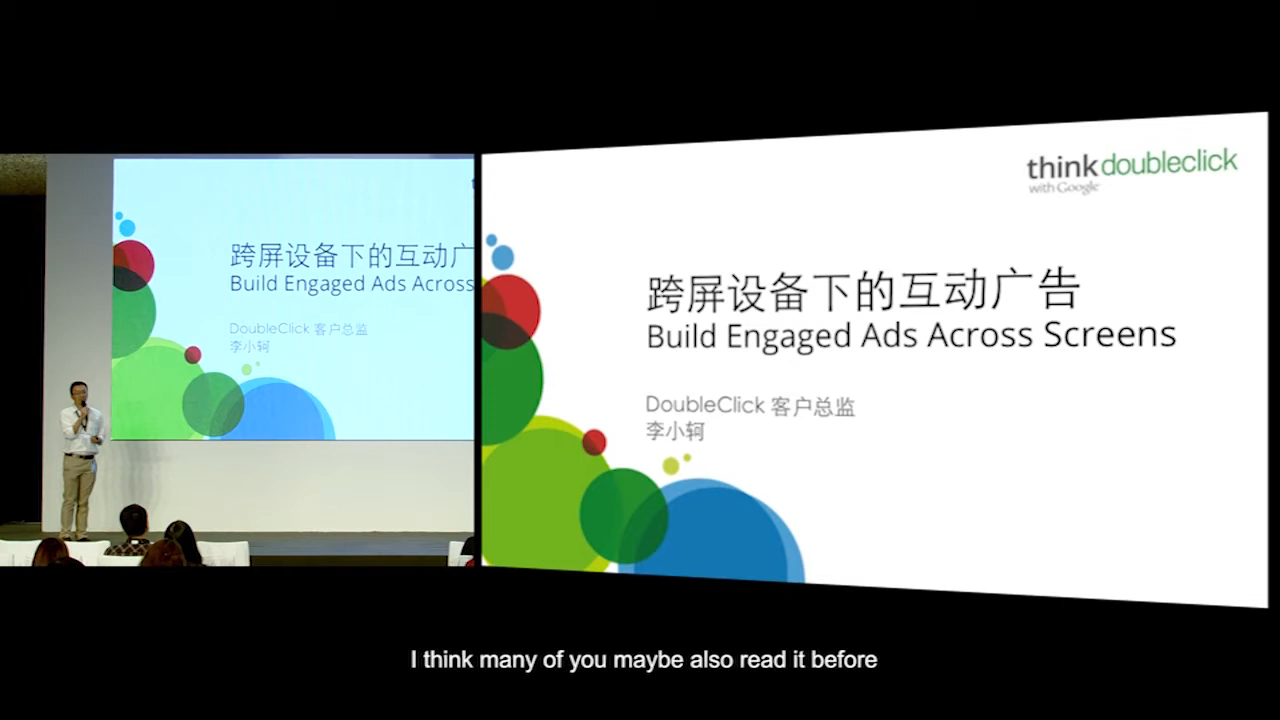 跨屏设备下的互动广
Build Engaged Ads Across
DoubleClick 客户总监
李小轲
thinkdoubleclick
with Google
跨屏设备下的互动广告
Build Engaged Ads Across Screens
DoubleClick 客户总监
李小轲
I think many of you maybe also read it before